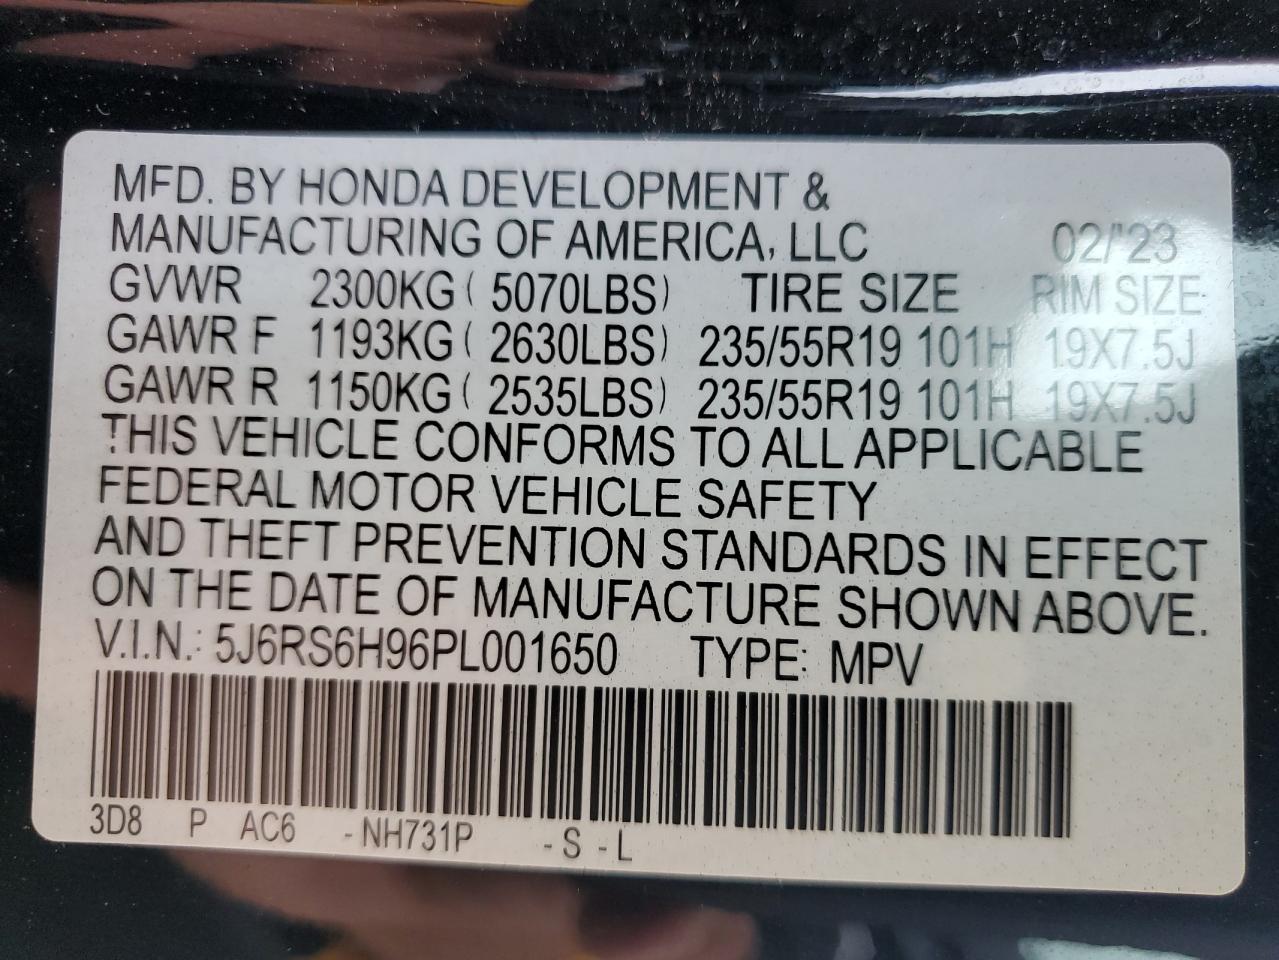 MFD. BY HONDA DEVELOPMENT &
MANUFACTURING OF AMERICA, LLC 02/'23
GVWR 2300KG ( 5070LBS) TIRE SIZE RIM SIZE
GAWR F 1193KG ( 2630LBS) 235/55R19 101H 19X7.5J
GAWR R 1150KG ( 2535LBS) 235/55R19 101H 19X7.5J
THIS VEHICLE CONFORMS TO ALL APPLICABLE
FEDERAL MOTOR VEHICLE SAFETY
AND THEFT PREVENTION STANDARDS IN EFFECT
ON THE DATE OF MANUFACTURE SHOWN ABOVE.
V.I.N.: 5J6RS6H96PL001650 TYPE: MPV
3D8 P AC6 -NH731P -S -L